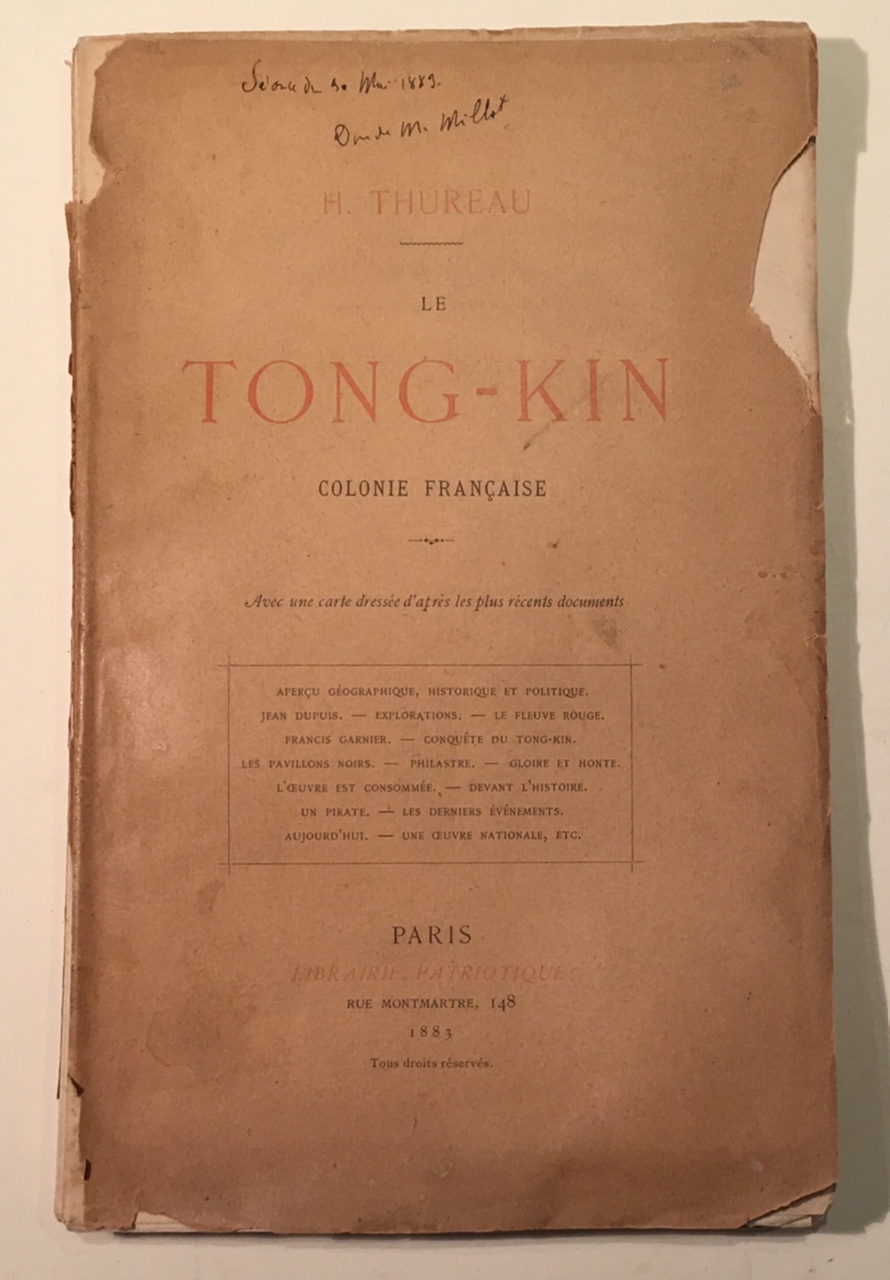 Séance du 30 Mai 1883.
Don de M. Millot
H. THUREAU
LE
TONG-KIN
COLONIE FRANÇAISE
Avec une carte dressée d'après les plus récents documents
APERÇU GÉOGRAPHIQUE, HISTORIQUE ET POLITIQUE.
JEAN DUPUIS. — EXPLORATIONS. — LE FLEUVE ROUGE.
FRANCIS GARNIER. — CONQUÊTE DU TONG-KIN.
LES PAVILLONS NOIRS. — PHILASTRE. — GLOIRE ET HONTE.
L'ŒUVRE EST CONSOMMÉE. — DEVANT L'HISTOIRE.
UN PIRATE. — LES DERNIERS ÉVÉNEMENTS.
AUJOURD'HUI. — UNE ŒUVRE NATIONALE, ETC.
PARIS
LIBRAIRIE PATRIOTIQUE
RUE MONTMARTRE, 148
1883
Tous droits réservés.